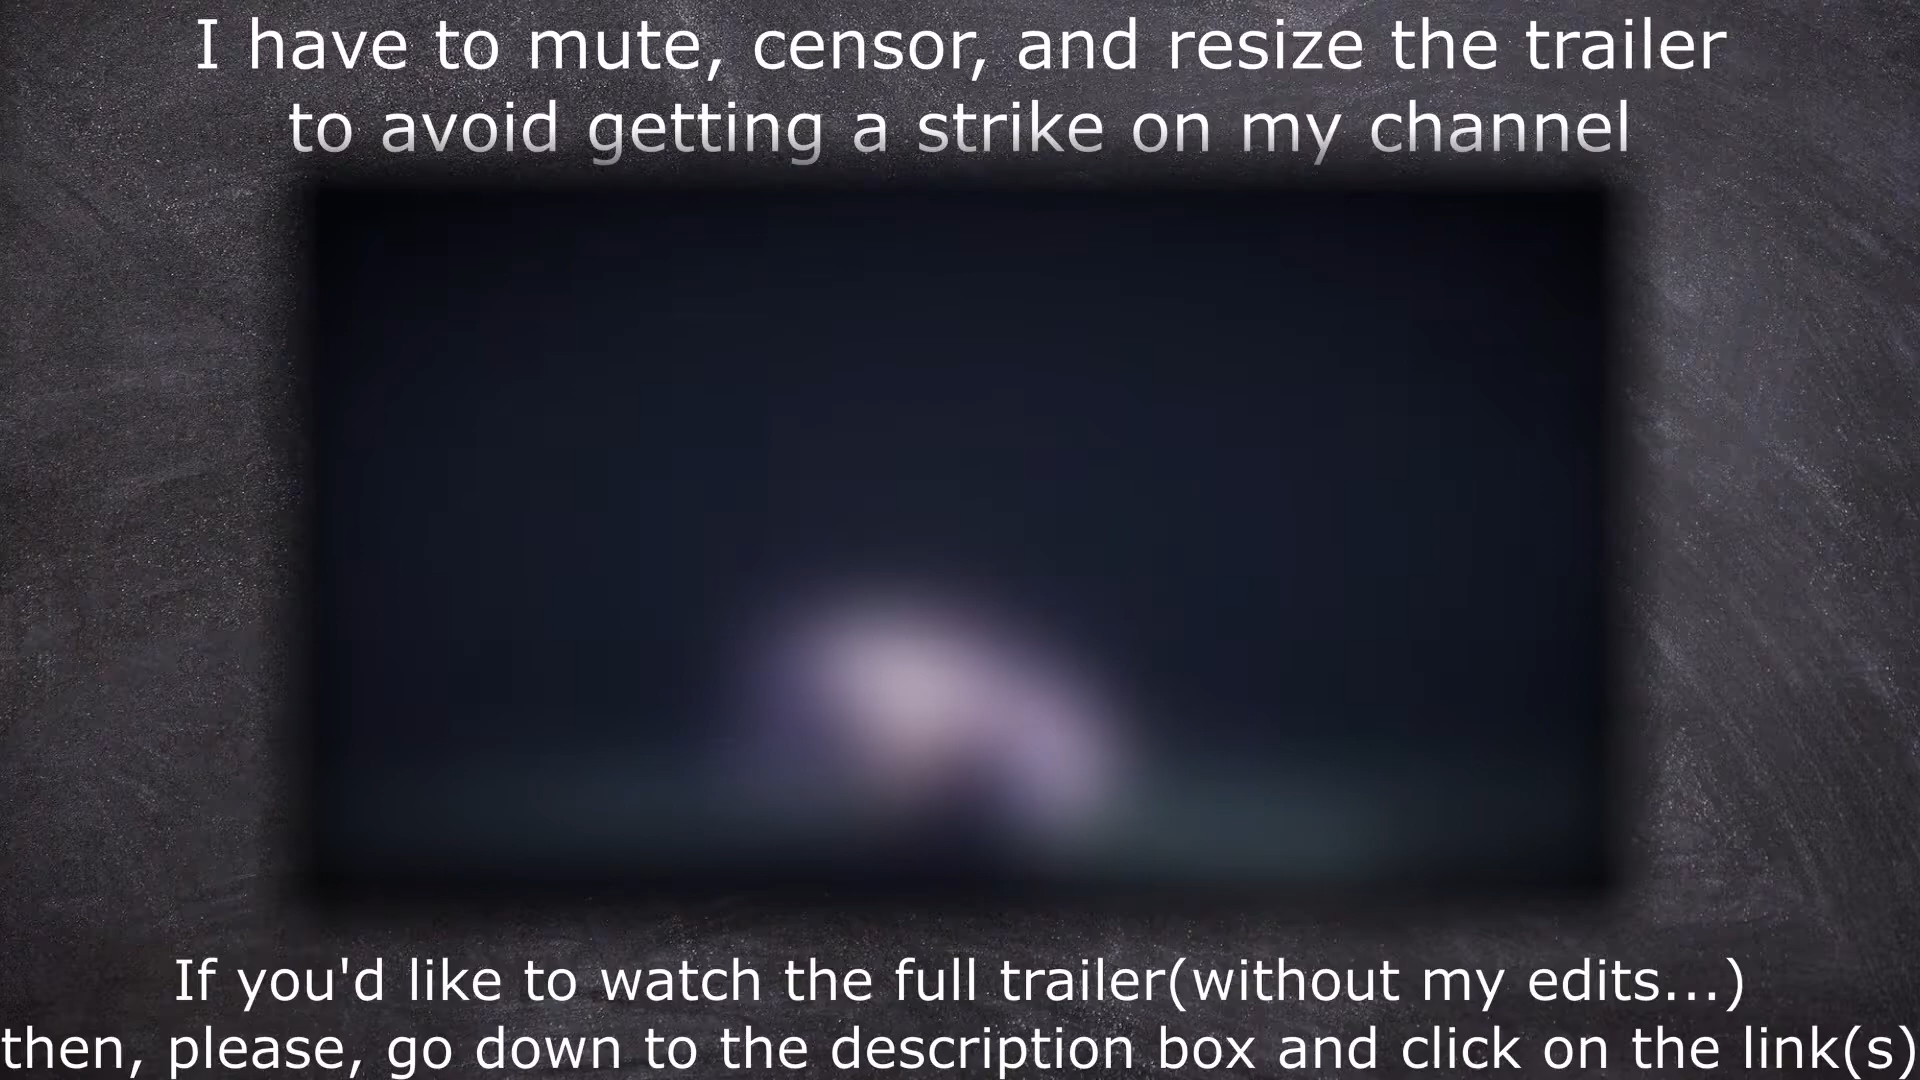 I have to mute, censor, and resize the trailer
to avoid getting a strike on my channel
If you'd like to watch the full trailer(without my edits...)
then, please, go down to the description box and click on the link(s)